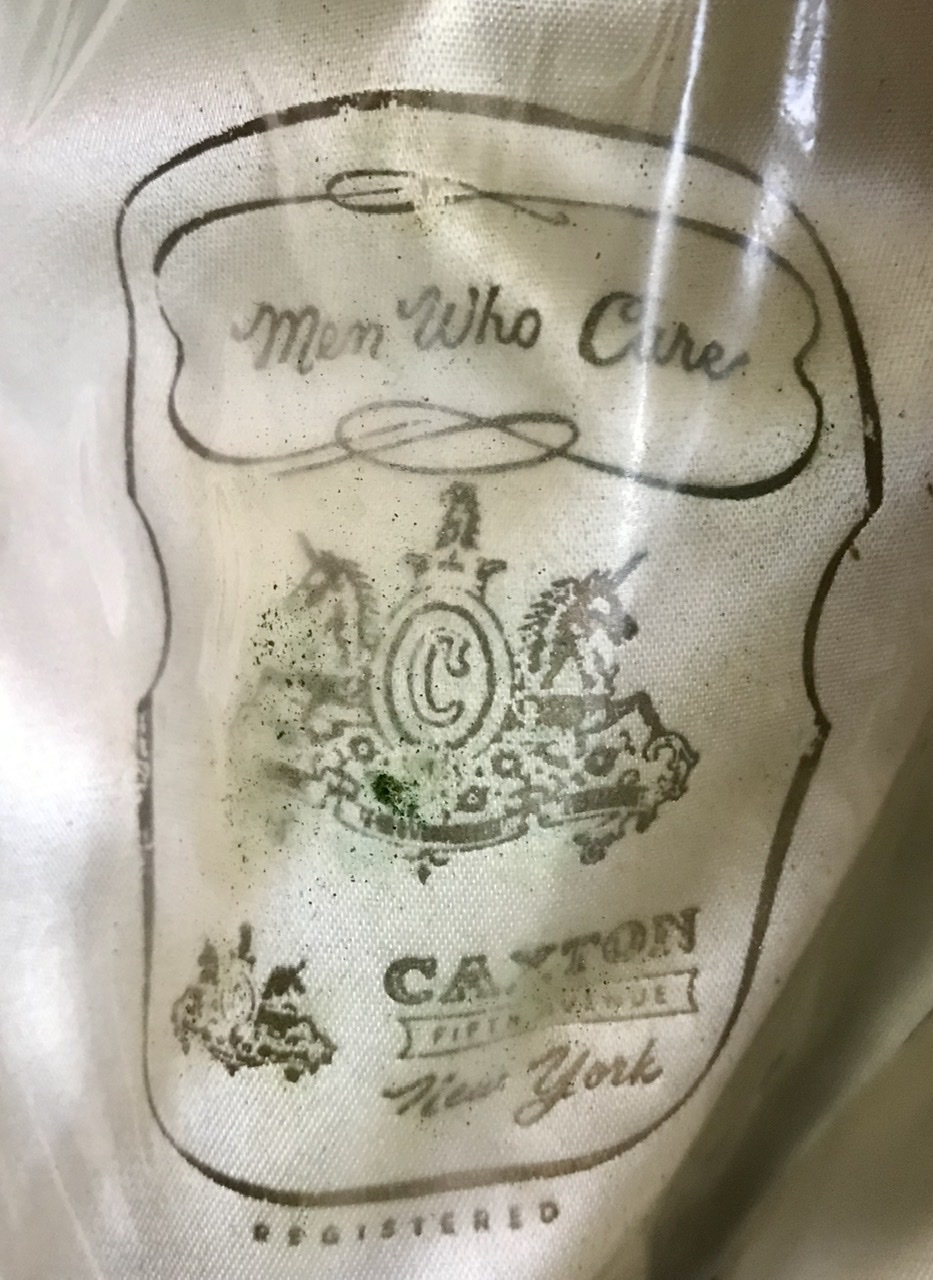 Men Who Care
C
CAXTON
FIFTH AVENUE
New York
REGISTERED